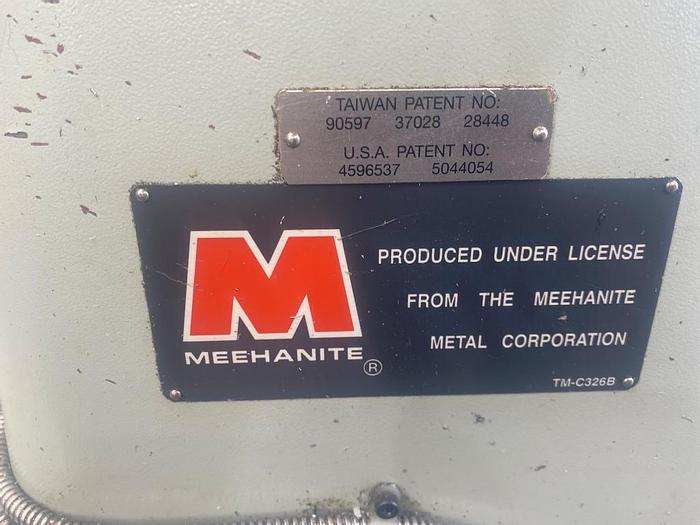 TAIWAN PATENT NO:
90597 37028 28448
U.S.A. PATENT NO:
4596537 5044054
M
MEEHANITE ®
PRODUCED UNDER LICENSE
FROM THE MEEHANITE
METAL CORPORATION
TM-C326B